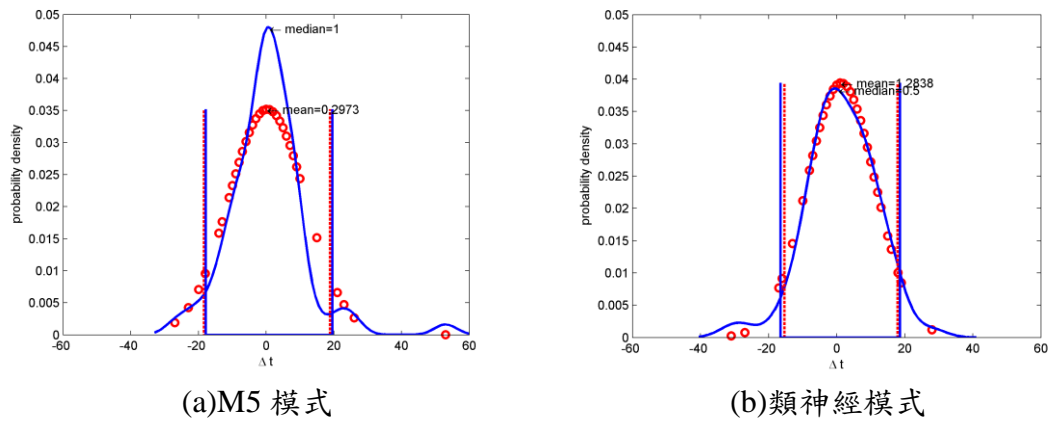 0.05
0.045
0.04
0.035
0.03
0.025
0.02
0.015
0.01
0.005
0
probability density
median=1
mean=0.2973
-60 -40 -20 0 20 40 60
Δ t
(a)M5 模式
0.05
0.045
0.04
0.035
0.03
0.025
0.02
0.015
0.01
0.005
0
probability density
mean=1.2838
median=0.5
-60 -40 -20 0 20 40 60
Δ t
(b)類神經模式